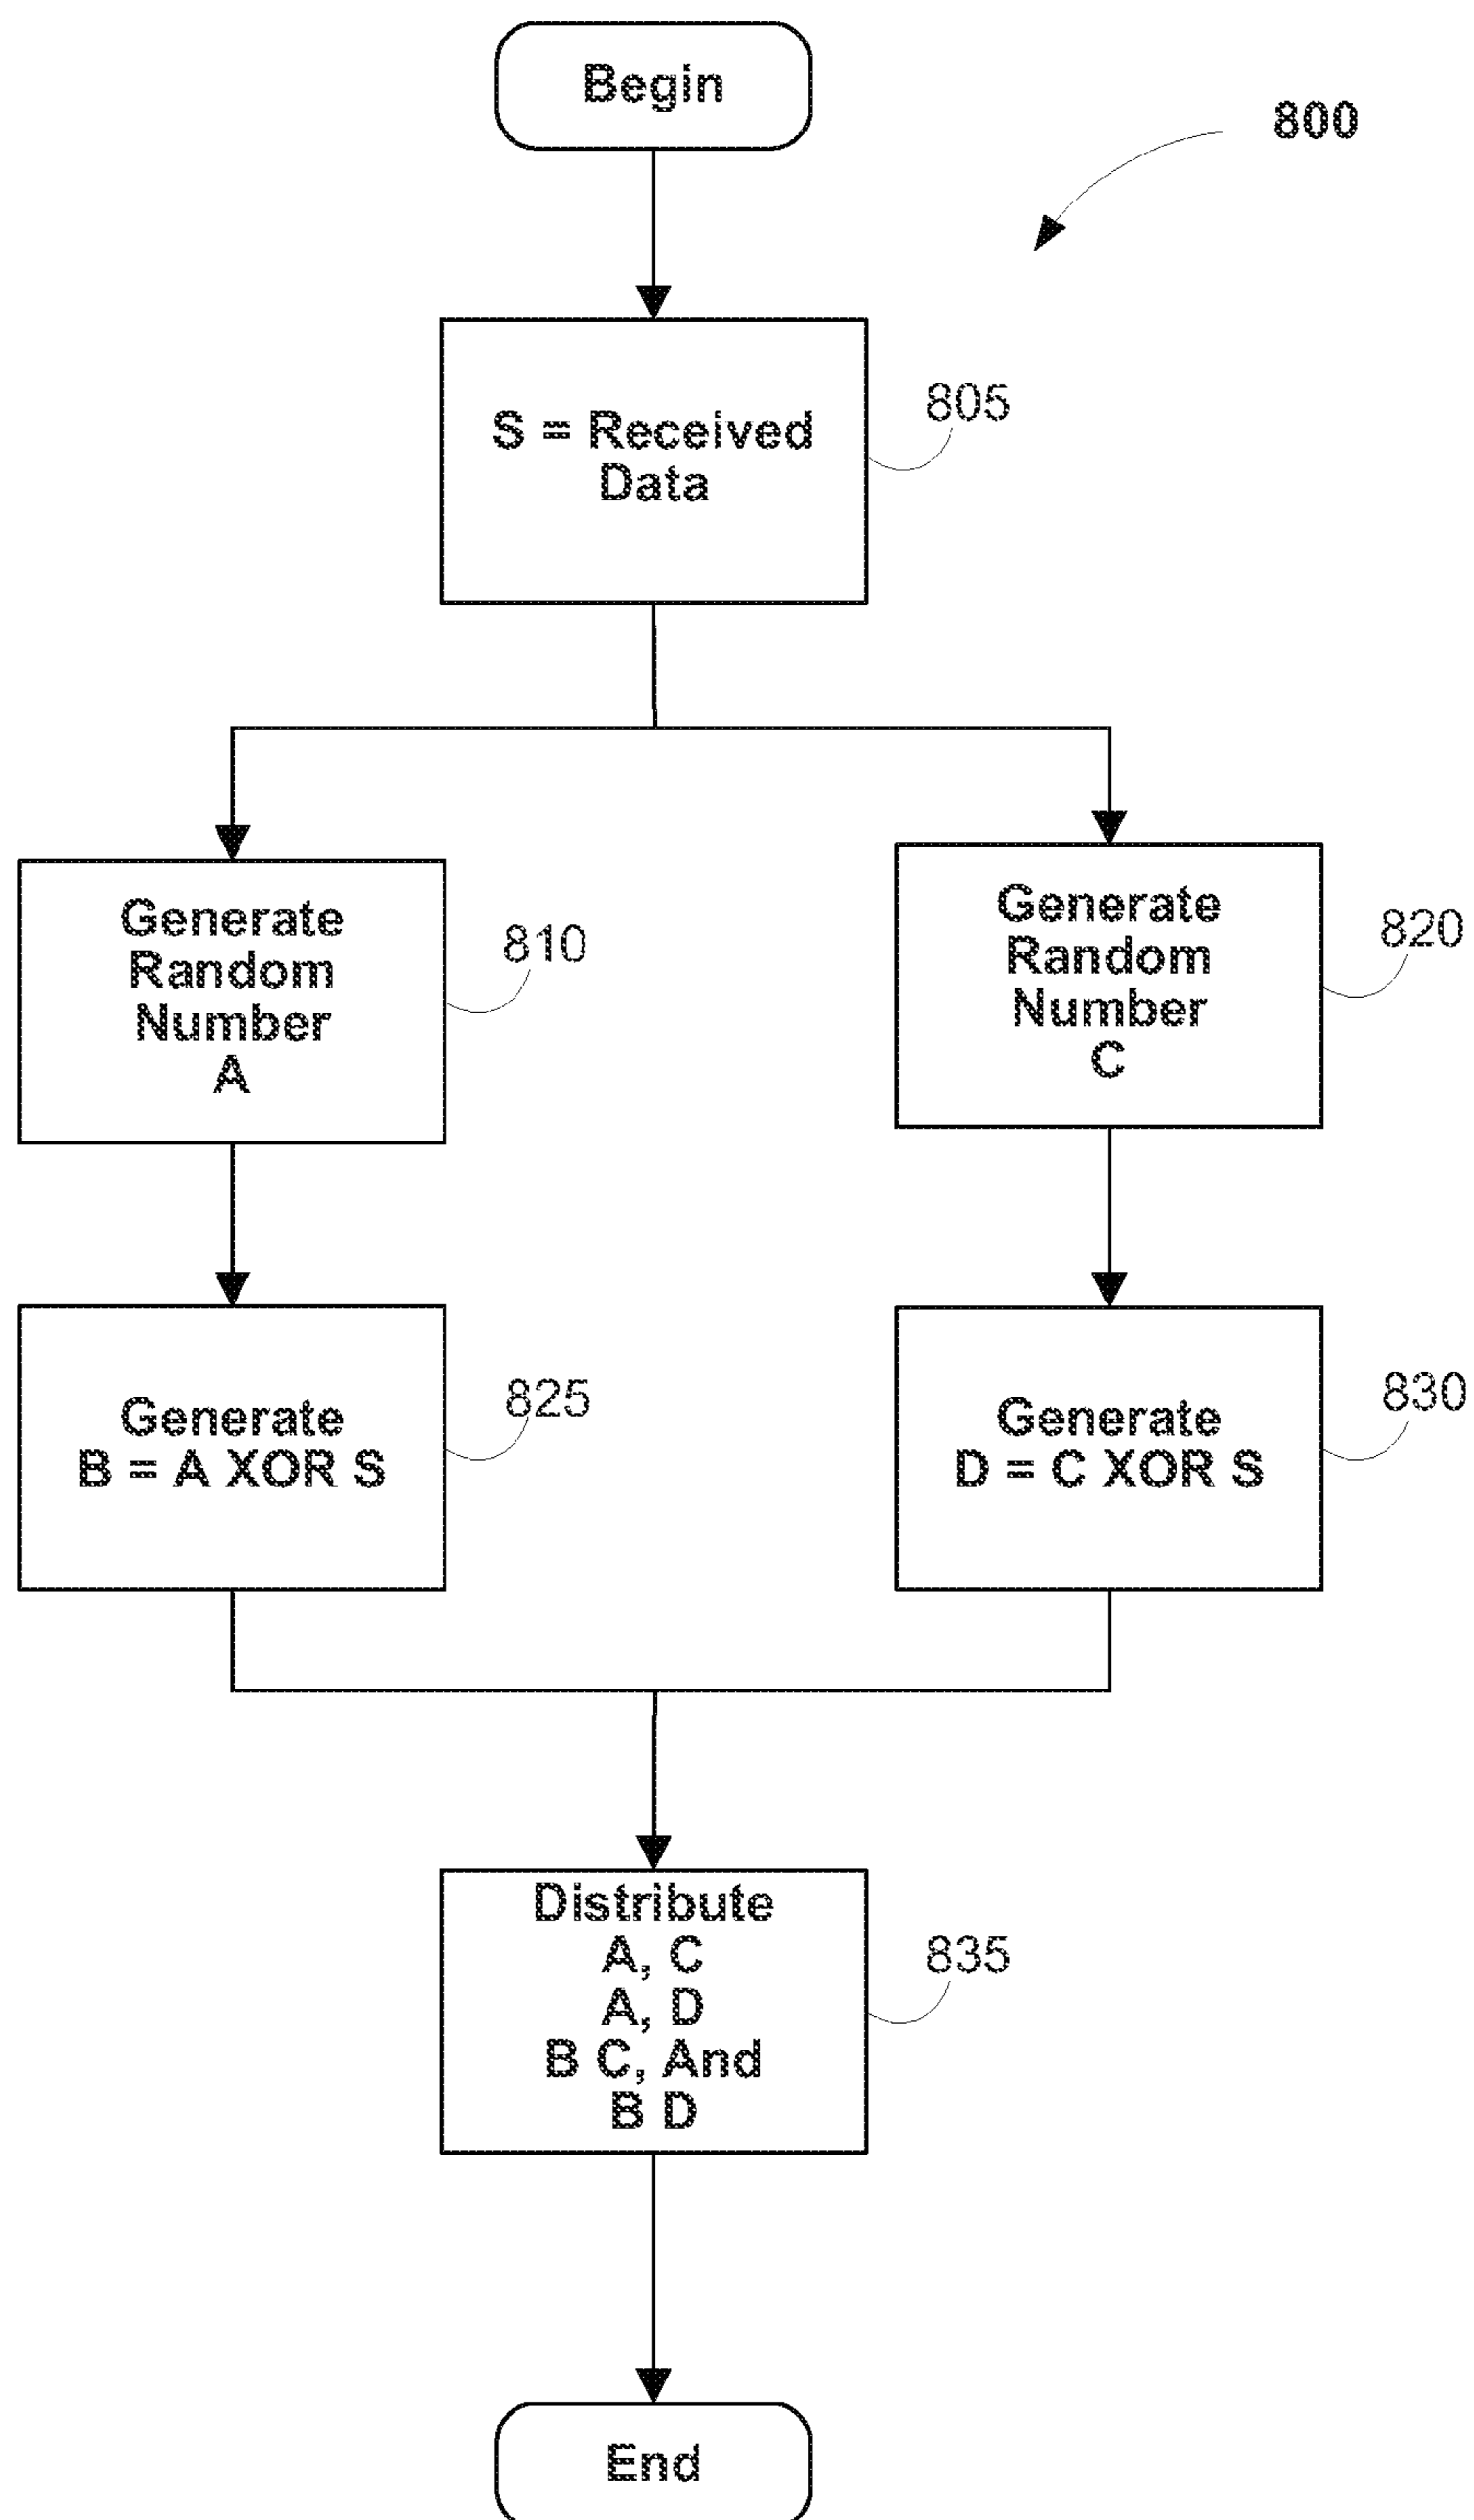 Begin
800
S = Received
Data
805
Generate
Random
Number
A
810
Generate
Random
Number
C
820
Generate
B = A XOR S
825
Generate
D = C XOR S
830
Distribute
A, C
A, D
B C, And
B D
835
End